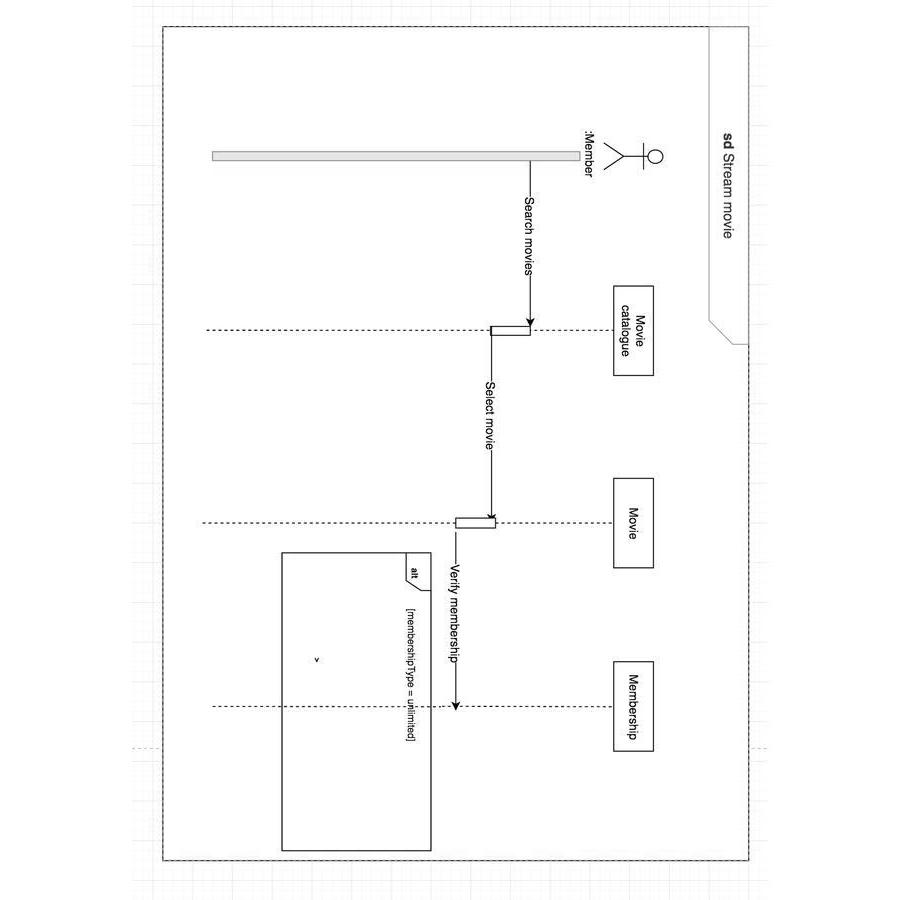 sd Stream movie
:Member
Movie
catalogue
Movie
Membership
Search movies
Select movie
Verify membership
alt
[membershipType = unlimited]
v